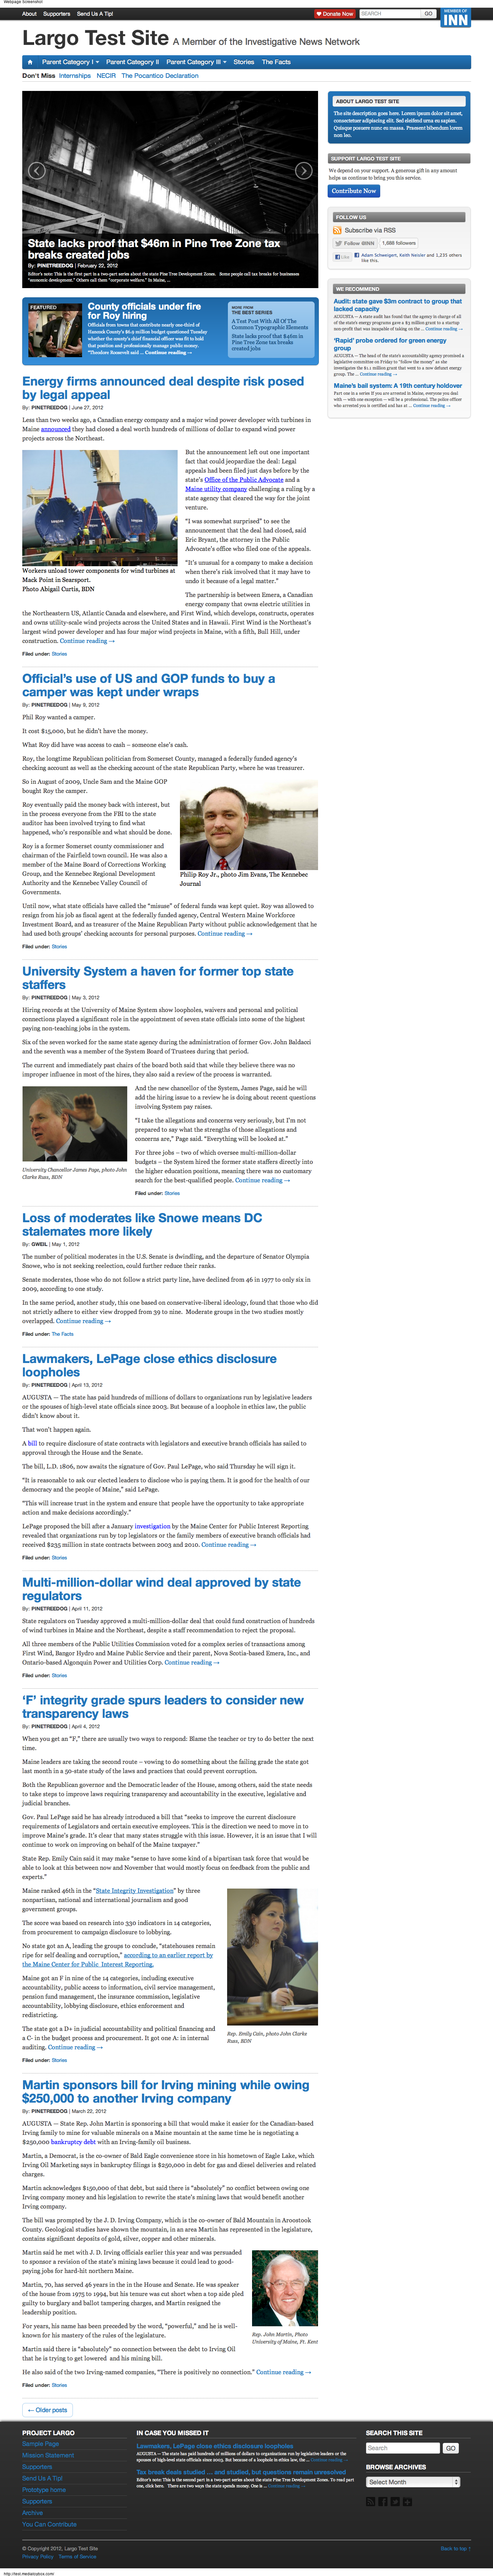 Webpage Screenshot
About Supporters Send Us A Tip!
Donate Now SEARCH GO
MEMBER OF
INN
Largo Test Site A Member of the Investigative News Network
Parent Category I Parent Category II Parent Category III Stories The Facts
Don't Miss Internships NECIR The Pocantico Declaration
State lacks proof that $46m in Pine Tree Zone tax
breaks created jobs
By: PINETREEDOG | February 22, 2012
Editor's note: This is the first part in a two-part series about the state Pine Tree Development Zones. Some people call tax breaks for businesses
"economic development." Others call them "corporate welfare." In Maine, ...
ABOUT LARGO TEST SITE
The site description goes here. Lorem ipsum dolor sit amet,
consectetuer adipiscing elit. Sed eleifend urna eu sapien.
Quisque posuere nunc eu massa. Praesent bibendum lorem
non leo.
SUPPORT LARGO TEST SITE
We depend on your support. A generous gift in any amount
helps us continue to bring you this service.
Contribute Now
FOLLOW US
Subscribe via RSS
Follow @INN 1,888 followers
Like Adam Schweigert, Keith Neisler and 1,235 others
like this.
WE RECOMMEND
Audit: state gave $3m contract to group that
lacked capacity
AUGUSTA — A state audit has found that the agency in charge of all
of the state's energy programs gave a $3 million grant to a startup
non-profit that was incapable of taking on the ... Continue reading →
'Rapid' probe ordered for green energy
group
AUGUSTA — The head of the state's accountability agency promised a
legislative committee on Friday to "follow the money" as she
investigates the $1.1 million grant that went to a now defunct energy
group. The ... Continue reading →
Maine's bail system: A 19th century holdover
Part one in a series If you are arrested in Maine, the odds are you will deal
with — with one exception — will be a professional. The police officer
who arrested you is certified and has at ... Continue reading →
FEATURED
County officials under fire
for Roy hiring
Officials from towns that contribute nearly one-third of
Somerset County's $6.9 million budget questioned Tuesday
whether the county's chief financial officer was fit to hold
that position and professionally manage public money.
"Theodore Roosevelt said ... Continue reading →
MORE FROM
THE BEST SERIES
A Test Post With All Of The
Common Typographic Elements
State lacks proof that $46m in
Pine Tree Zone tax breaks
created jobs
Energy firms announced deal despite risk posed
by legal appeal
By: PINETREEDOG | June 27, 2012
Less than two weeks ago, a Canadian energy company and a major wind power developer with turbines in
Maine announced they had closed a deal worth hundreds of millions of dollar to expand wind power
projects across the Northeast.
But the announcement left out one important
fact that could jeopardize the deal: Legal
appeals had been filed just days before by the
state's Office of the Public Advocate and a
Maine utility company challenging a ruling by a
state agency that cleared the way for the joint
venture.
"I was somewhat surprised" to see the
announcement that the deal had closed, said
Eric Bryant, the attorney in the Public
Advocate's office who filed one of the appeals.
"It's unusual for a company to make a decision
when there's risk involved that it may have to
undo it because of a legal matter."
Workers unload tower components for wind turbines at
Mack Point in Searsport.
Photo Abigail Curtis, BDN
The partnership is between Emera, a Canadian
energy company that owns electric utilities in
the Northeastern US, Atlantic Canada and elsewhere, and First Wind, which develops, constructs, operates
and owns utility-scale wind projects across the United States and in Hawaii. First Wind is the Northeast's
largest wind power developer and has four major wind projects in Maine, with a fifth, Bull Hill, under
construction. Continue reading →
Filed under: Stories
Official's use of US and GOP funds to buy a
camper was kept under wraps
By: PINETREEDOG | May 9, 2012
Phil Roy wanted a camper.
It cost $15,000, but he didn't have the money.
What Roy did have was access to cash – someone else's cash.
Roy, the longtime Republican politician from Somerset County, managed a federally funded agency's
checking account as well as the checking account of the state Republican Party, where he was treasurer.
So in August of 2009, Uncle Sam and the Maine GOP
bought Roy the camper.
Roy eventually paid the money back with interest, but
in the process everyone from the FBI to the state
auditor has been involved trying to find what
happened, who's responsible and should he be done.
Roy is a former Somerset county commissioner and
chairman of the Fairfield town council. He was also a
member of the Maine Board of Corrections Working
Group, and the Kennebec Regional Development
Authority and the Kennebec Valley Council of
Governments.
Philip Roy Jr., photo Jim Evans, The Kennebec
Journal
Until now, what state officials have called the "misuse" of federal funds was kept quiet. Roy was allowed to
resign from his job as fiscal agent at the federally funded agency, Central Western Maine Workforce
Investment Board, and as treasurer of the Maine Republican Party without public acknowledgement that he
had used both groups' checking accounts for personal purposes. Continue reading →
Filed under: Stories
University System a haven for former top state
staffers
By: PINETREEDOG | May 3, 2012
Hiring records at the University of Maine System show loopholes, waivers and personal and political
connections played a significant role in the appointment of seven state officials into some of the highest
paying non-teaching jobs in the system.
Six of the seven worked for the same state agency during the administration of former Gov. John Baldacci
and the seventh was a member of the System Board of Trustees during that period.
The current and immediately past chairs of the board both said that while they believe there was no
improper influence in most of the hires, they also said a review of the process is warranted.
And the new chancellor of the System, James Page, said he will
add the hiring issue to a review he is doing about recent questions
involving System pay raises.
"I take the allegations and concerns very seriously, but I'm not
prepared to say what the strengths of those allegations and
concerns are," Page said. "Everything will be looked at."
For three jobs – two of which oversee multi-million-dollar
budgets – the System hired the former state staffers directly into
the higher education positions, meaning there was no customary
search for the best-qualified people. Continue reading →
University Chancellor James Page, photo John
Clarke Russ, BDN
Filed under: Stories
Loss of moderates like Snowe means DC
stalemates more likely
By: GWEIL | May 1, 2012
The number of political moderates in the U.S. Senate is dwindling, and the departure of Senator Olympia
Snowe, who is not seeking reelection, could further reduce their ranks.
Senate moderates, those who do not follow a strict party line, have declined from 46 in 1977 to only six in
2009, according to one study.
In the same period, another study, this one based on conservative-liberal ideology, found that those who did
not strictly adhere to either view dropped from 39 to nine. Moderate groups in the two studies mostly
overlapped. Continue reading →
Filed under: The Facts
Lawmakers, LePage close ethics disclosure
loopholes
By: PINETREEDOG | April 13, 2012
AUGUSTA — The state has paid hundreds of millions of dollars to organizations run by legislative leaders
or the spouses of high-level state officials since 2003. But because of a loophole in ethics law, the public
didn't know about it.
That won't happen again.
A bill to require disclosure of state contracts with legislators and executive branch officials has sailed to
approval through the House and the Senate.
The bill, L.D. 1806, now awaits the signature of Gov. Paul LePage, who said Thursday he will sign it.
"It is reasonable to ask our elected leaders to disclose who is paying them. It is good for the health of our
democracy and the people of Maine," said LePage.
"This will increase trust in the system and ensure that people have the opportunity to take appropriate
action and make decisions accordingly."
LePage proposed the bill after a January investigation by the Maine Center for Public Interest Reporting
revealed that organizations run by top legislators or the family members of executive branch officials had
received $235 million in state contracts between 2003 and 2010. Continue reading →
Filed under: Stories
Multi-million-dollar wind deal approved by state
regulators
By: PINETREEDOG | April 11, 2012
State regulators on Tuesday approved a multi-million-dollar deal that could fund construction of hundreds
of wind turbines in Maine and the Northeast, despite a staff recommendation to reject the proposal.
All three members of the Public Utilities Commission voted for a complex series of transactions among
First Wind, Bangor Hydro and Maine Public Service and their parent, Nova Scotia-based Emera, Inc., and
Ontario-based Algonquin Power and Utilities Corp. Continue reading →
Filed under: Stories
'F' integrity grade spurs leaders to consider new
transparency laws
By: PINETREEDOG | April 4, 2012
When you get an "F," there are usually two ways to respond: Blame the teacher or try to do better the next
time.
Maine leaders are taking the second route – vowing to do something about the failing grade the state got
last month in a 50-state study of the laws and practices that could prevent corruption.
Both the Republican governor and the Democratic leader of the House, among others, said the state needs
to take steps to improve laws requiring transparency and accountability in the executive, legislative and
judicial branches.
Gov. Paul LePage said he has already introduced a bill that "seeks to improve the current disclosure
requirements of Legislators and certain executive employees. This is the direction we need to move in to
improve Maine's grade. It's clear that many states struggle with this issue. However, it is an issue that I will
continue to work on improving on behalf of the Maine taxpayer."
State Rep. Emily Cain said it may "make sense to have some kind of a bipartisan task force that would be
able to look at this between now and November that would mostly focus on feedback from the public and
experts."
Maine ranked 46th in the "State Integrity Investigation" by three
nonpartisan, national and international journalism and good
government groups.
The score was based on research into 330 indicators in 14 categories,
from procurement to campaign disclosure to lobbying.
No state got an A, leading the groups to conclude, "statehouses remain
ripe for self dealing and corruption," according to an earlier report by
the Maine Center for Public Interest Reporting.
Maine got an F in nine of the 14 categories, including executive
accountability, public access to information, civil service management,
pension fund management, the insurance commission, legislative
accountability, lobbying disclosure, ethics enforcement and
redistricting.
The state got a D+ in judicial accountability and political financing and
a C- in the budget process and procurement. It got one A: in internal
auditing. Continue reading →
Rep. Emily Cain, photo John Clarke
Russ, BDN
Filed under: Stories
Martin sponsors bill for Irving mining while owing
$250,000 to another Irving company
By: PINETREEDOG | March 22, 2012
AUGUSTA — State Rep. John Martin is sponsoring a bill that would make it easier for the Canadian-based
Irving family to mine for valuable minerals on a Maine mountain at the same time he is negotiating a
$250,000 bankruptcy debt with an Irving-family oil business.
Martin, a Democrat, is the co-owner of Bald Eagle convenience store in his hometown of Eagle Lake, which
Irving Oil Marketing says in bankruptcy filings is $250,000 in debt for gas and diesel deliveries and related
charges.
Martin acknowledges $150,000 of that debt, but said there is "absolutely" no conflict between owing one
Irving company money and his legislation to rewrite the state's mining laws that would benefit another
Irving company.
The bill was prompted by the J. D. Irving Company, which is the co-owner of Bald Mountain in Aroostook
County. Geological studies have shown the mountain, in an area Martin has represented in the legislature,
contains significant deposits of gold, silver, copper and other minerals.
Martin said he met with J. D. Irving officials earlier this year and was persuaded
to sponsor a revision of the state's mining laws because it could lead to good-
paying jobs for hard-hit northern Maine.
Martin, 70, has served 46 years in the in the House and Senate. He was speaker
of the house from 1975 to 1994, but his tenure was cut short when a top aide pled
guilty to burglary and ballot tampering charges, and Martin resigned the
leadership position.
For years, his name has been preceded by the word, "powerful," and he is well-
known for his mastery of the rules of the legislature.
Rep. John Martin, Photo
University of Maine, Ft. Kent
Martin said there is "absolutely" no connection between the debt to Irving Oil
that he is trying to get lowered and his mining bill.
He also said of the two Irving-named companies, "There is positively no connection." Continue reading →
Filed under: Stories
← Older posts
PROJECT LARGO
Sample Page
Mission Statement
Supporters
Send Us A Tip!
Prototype home
Supporters
Archive
You Can Contribute
IN CASE YOU MISSED IT
Lawmakers, LePage close ethics disclosure loopholes
AUGUSTA — The state has paid hundreds of millions of dollars to organizations run by legislative leaders or the
spouses of high-level state officials since 2003. But because of a loophole in ethics law, the ... Continue reading →
Tax break deals studied … and studied, but questions remain unresolved
Editor's note: This is the second part in a two-part series about the state Pine Tree Development Zones. To read part
one, click here. There are two ways the state spends money. One is ... Continue reading →
SEARCH THIS SITE
Search GO
BROWSE ARCHIVES
Select Month
© Copyright 2012, Largo Test Site
Privacy Policy Terms of Service
Back to top ↑